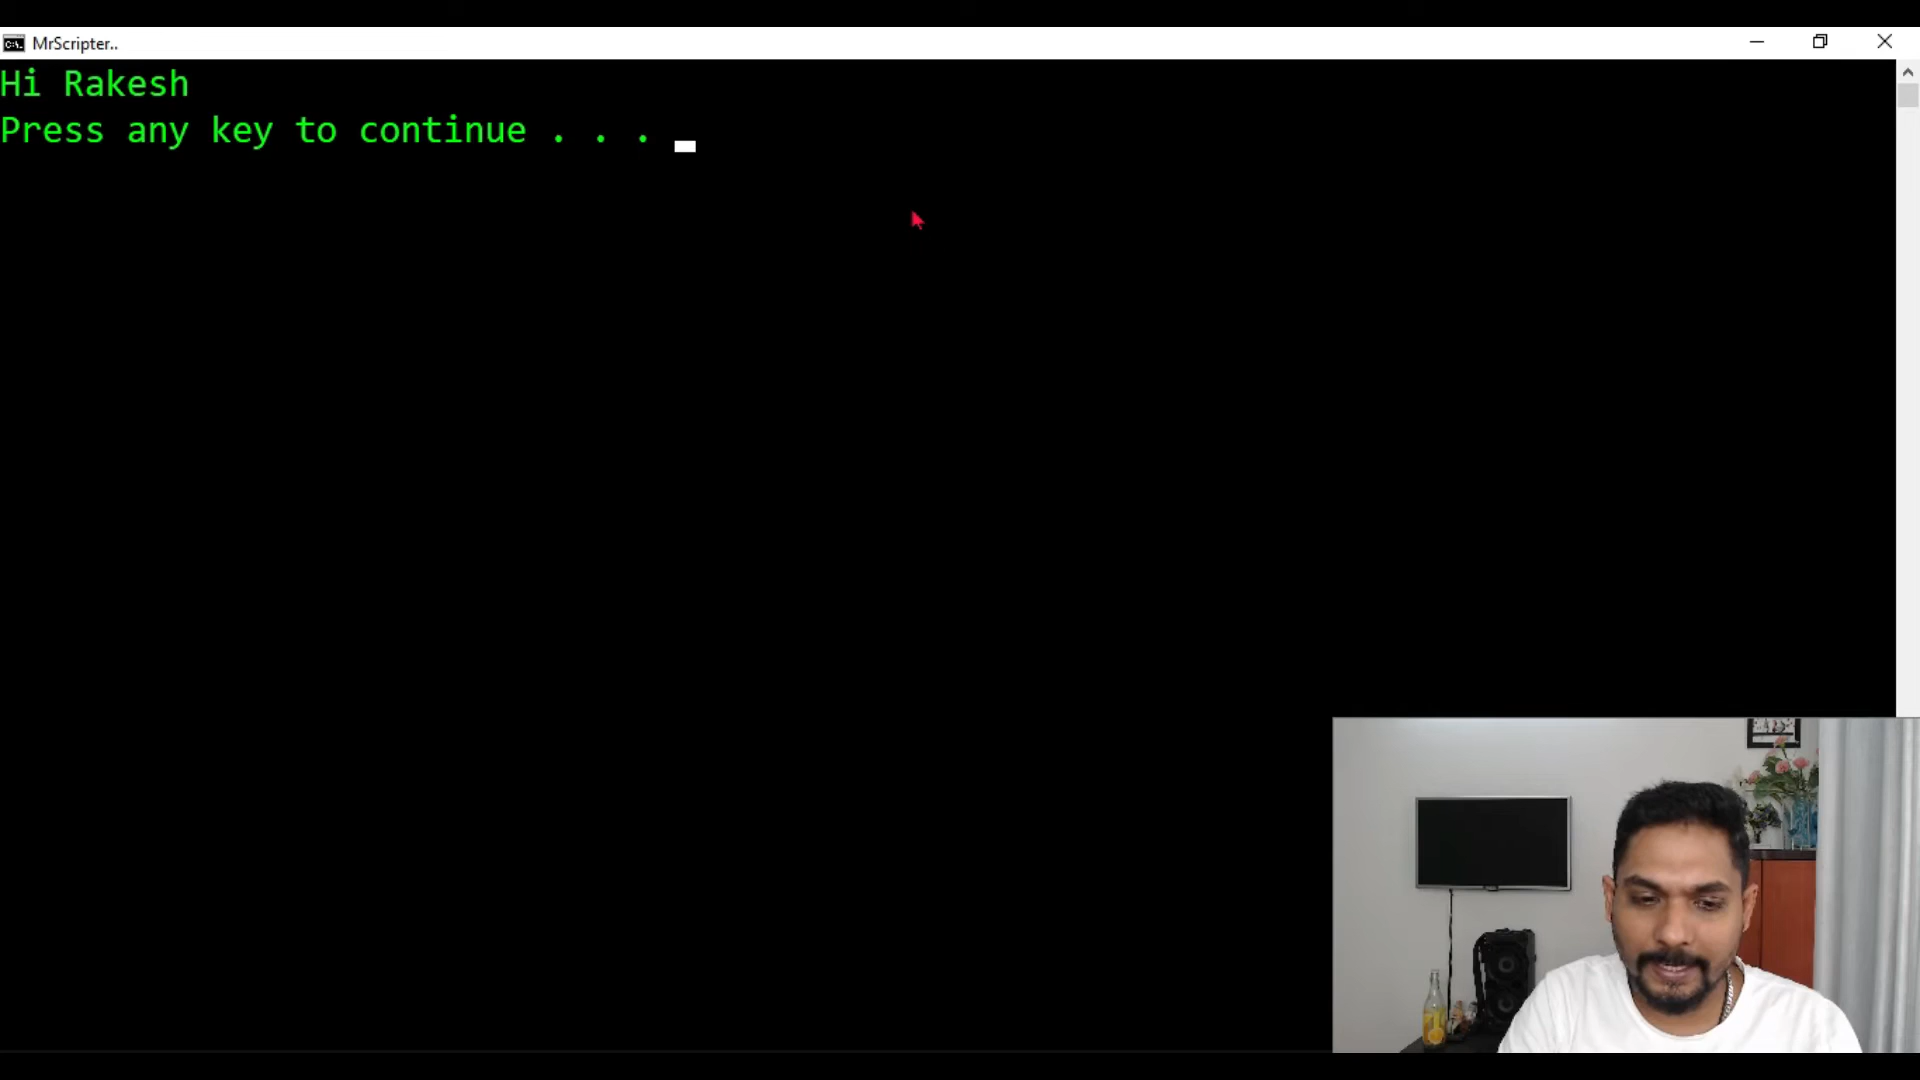 MrScripter..
Hi Rakesh
Press any key to continue . . .